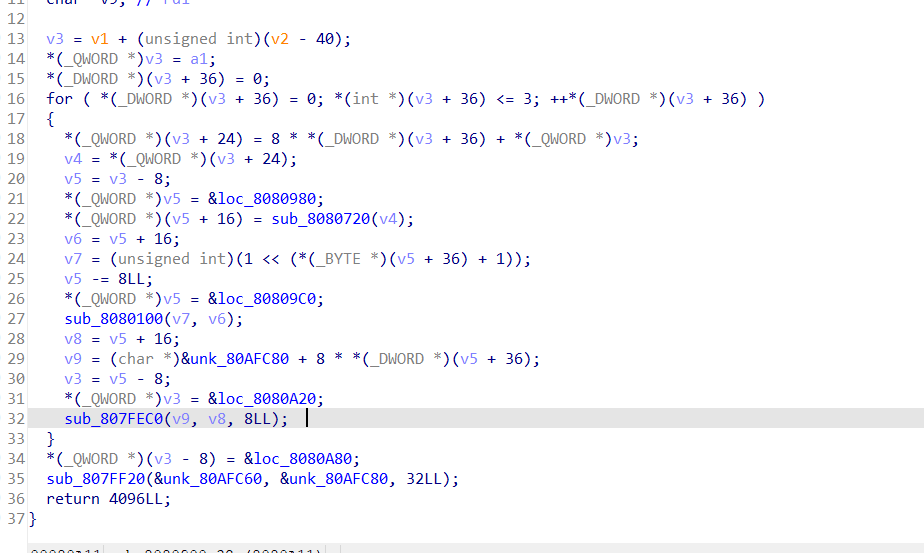 12
13 v3 = v1 + (unsigned int)(v2 - 40);
14 *(_QWORD *)v3 = a1;
15 *(_DWORD *)(v3 + 36) = 0;
16 for ( *(_DWORD *)(v3 + 36) = 0; *(int *)(v3 + 36) <= 3; ++*(_DWORD *)(v3 + 36) )
17 {
18 *(_QWORD *)(v3 + 24) = 8 * *(_DWORD *)(v3 + 36) + *(_QWORD *)v3;
19 v4 = *(_QWORD *)(v3 + 24);
20 v5 = v3 - 8;
21 *(_QWORD *)v5 = &loc_8080980;
22 *(_QWORD *)(v5 + 16) = sub_8080720(v4);
23 v6 = v5 + 16;
24 v7 = (unsigned int)(1 << (*(_BYTE *)(v5 + 36) + 1));
25 v5 -= 8LL;
26 *(_QWORD *)v5 = &loc_80809C0;
27 sub_8080100(v7, v6);
28 v8 = v5 + 16;
29 v9 = (char *)&unk_80AFC80 + 8 * *(_DWORD *)(v5 + 36);
30 v3 = v5 - 8;
31 *(_QWORD *)v3 = &loc_8080A20;
32 sub_807FEC0(v9, v8, 8LL);
33 }
34 *(_QWORD *)(v3 - 8) = &loc_8080A80;
35 sub_807FF20(&unk_80AFC60, &unk_80AFC80, 32LL);
36 return 4096LL;
37 }